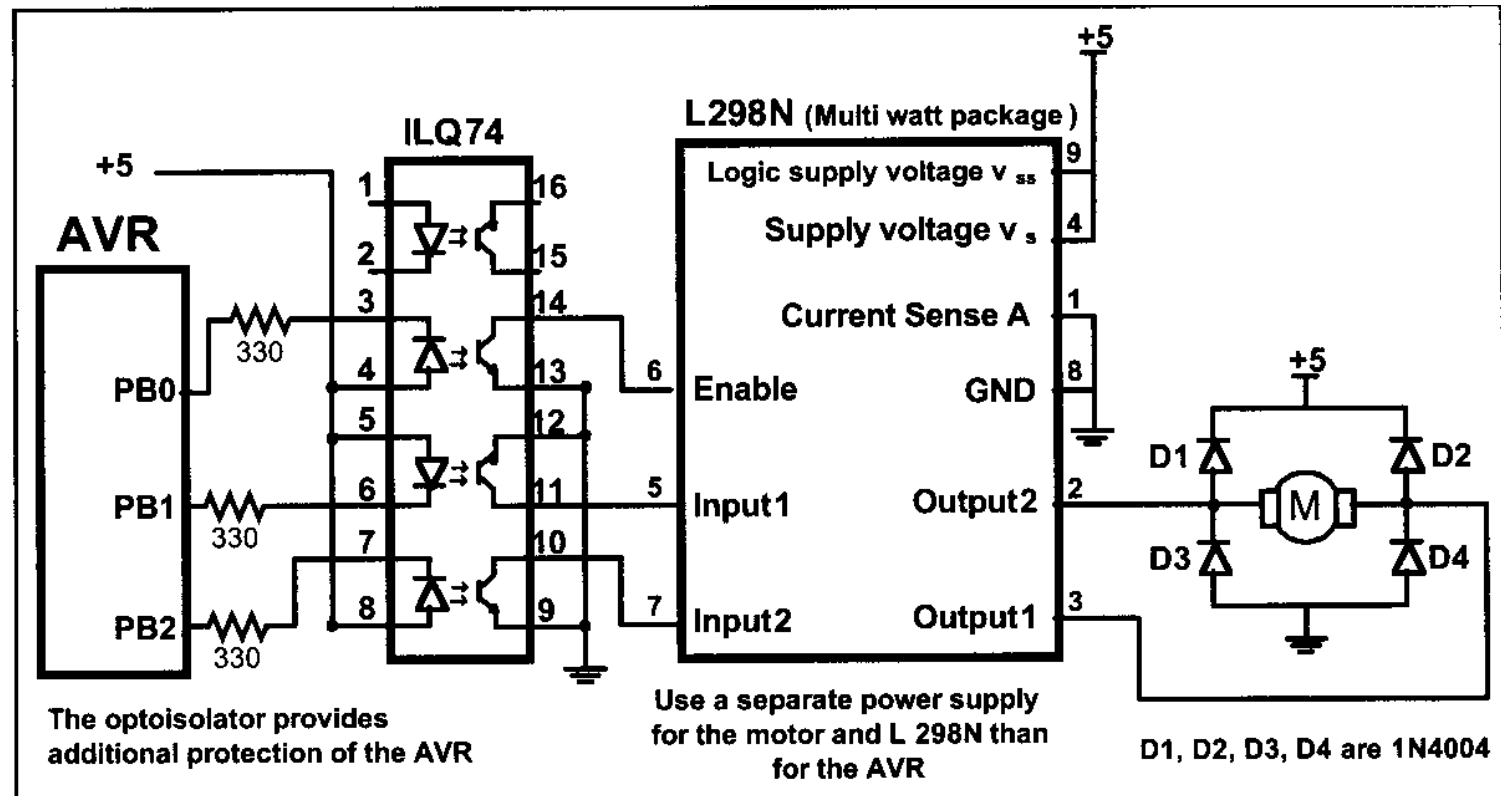 +5
L298N (Multi watt package )
ILQ74
+5
AVR
1
2
3
4
5
6
7
8
16
15
14
13
12
11
10
9
330
330
330
PB0
PB1
PB2
6
5
7
Enable
Input1
Input2
Logic supply voltage v ss
Supply voltage v s
Current Sense A
GND
Output2
Output1
9
4
1
8
2
3
+5
D1
D2
M
D3
D4
The optoisolator provides
additional protection of the AVR
Use a separate power supply
for the motor and L 298N than
for the AVR
D1, D2, D3, D4 are 1N4004